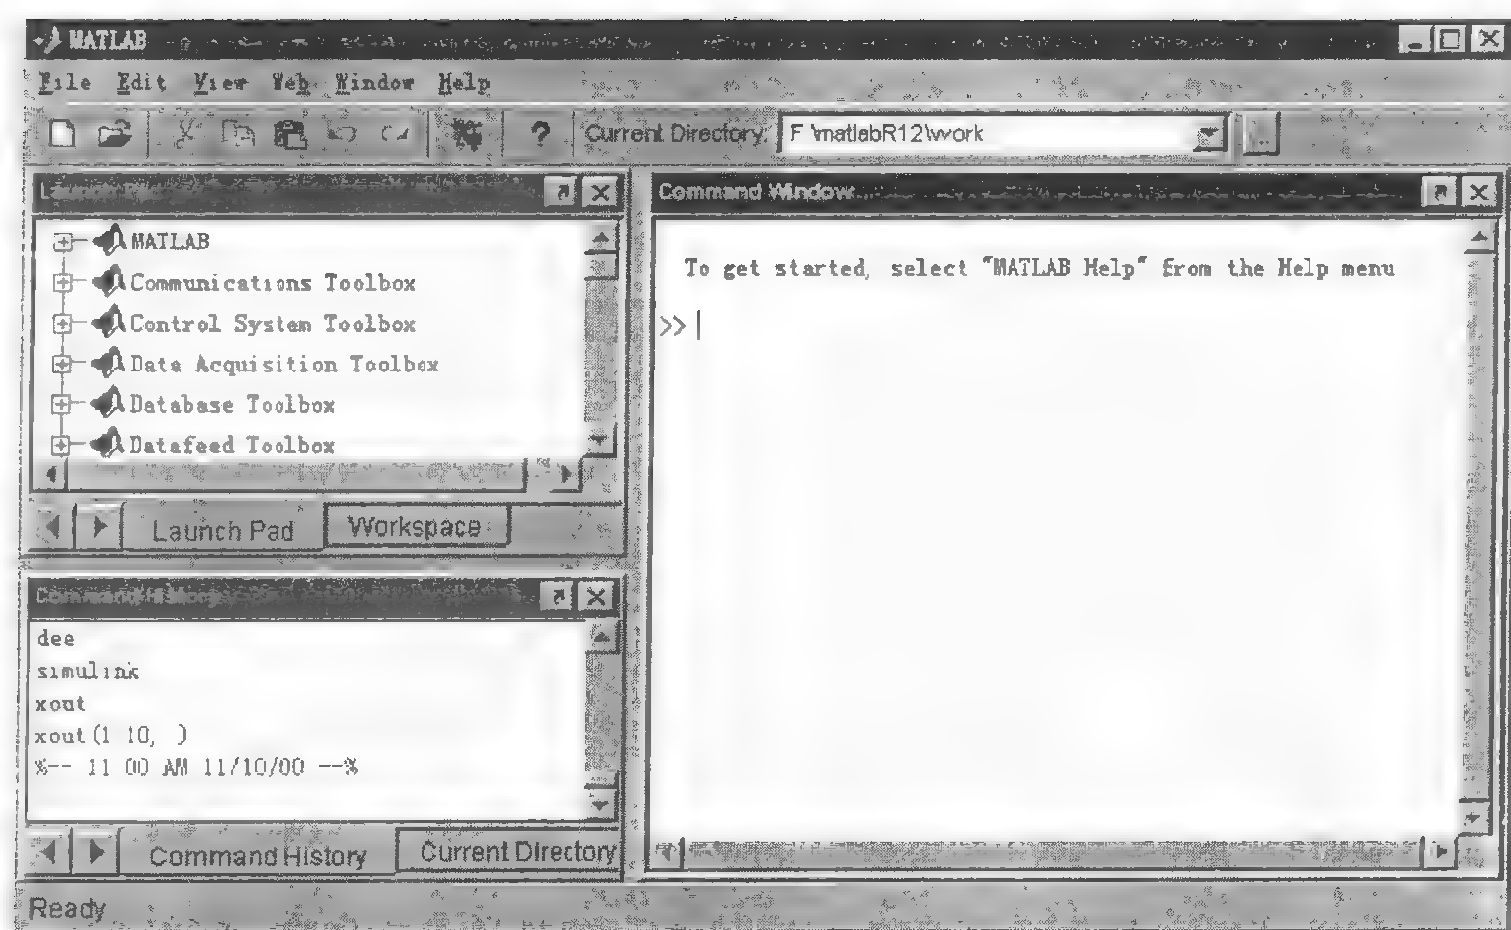 MATLAB
File Edit View Web Window Help
? Current Directory: F \matlabR12\work ...
MATLAB
Communications Toolbox
Control System Toolbox
Data Acquisition Toolbox
Database Toolbox
Datafeed Toolbox
Launch Pad Workspace
Command History
dee
simulink
xout
xout(1 10, )
%-- 11 00 AM 11/10/00 --%
Command History Current Directory
Command Window
To get started, select "MATLAB Help" from the Help menu
>>
Ready